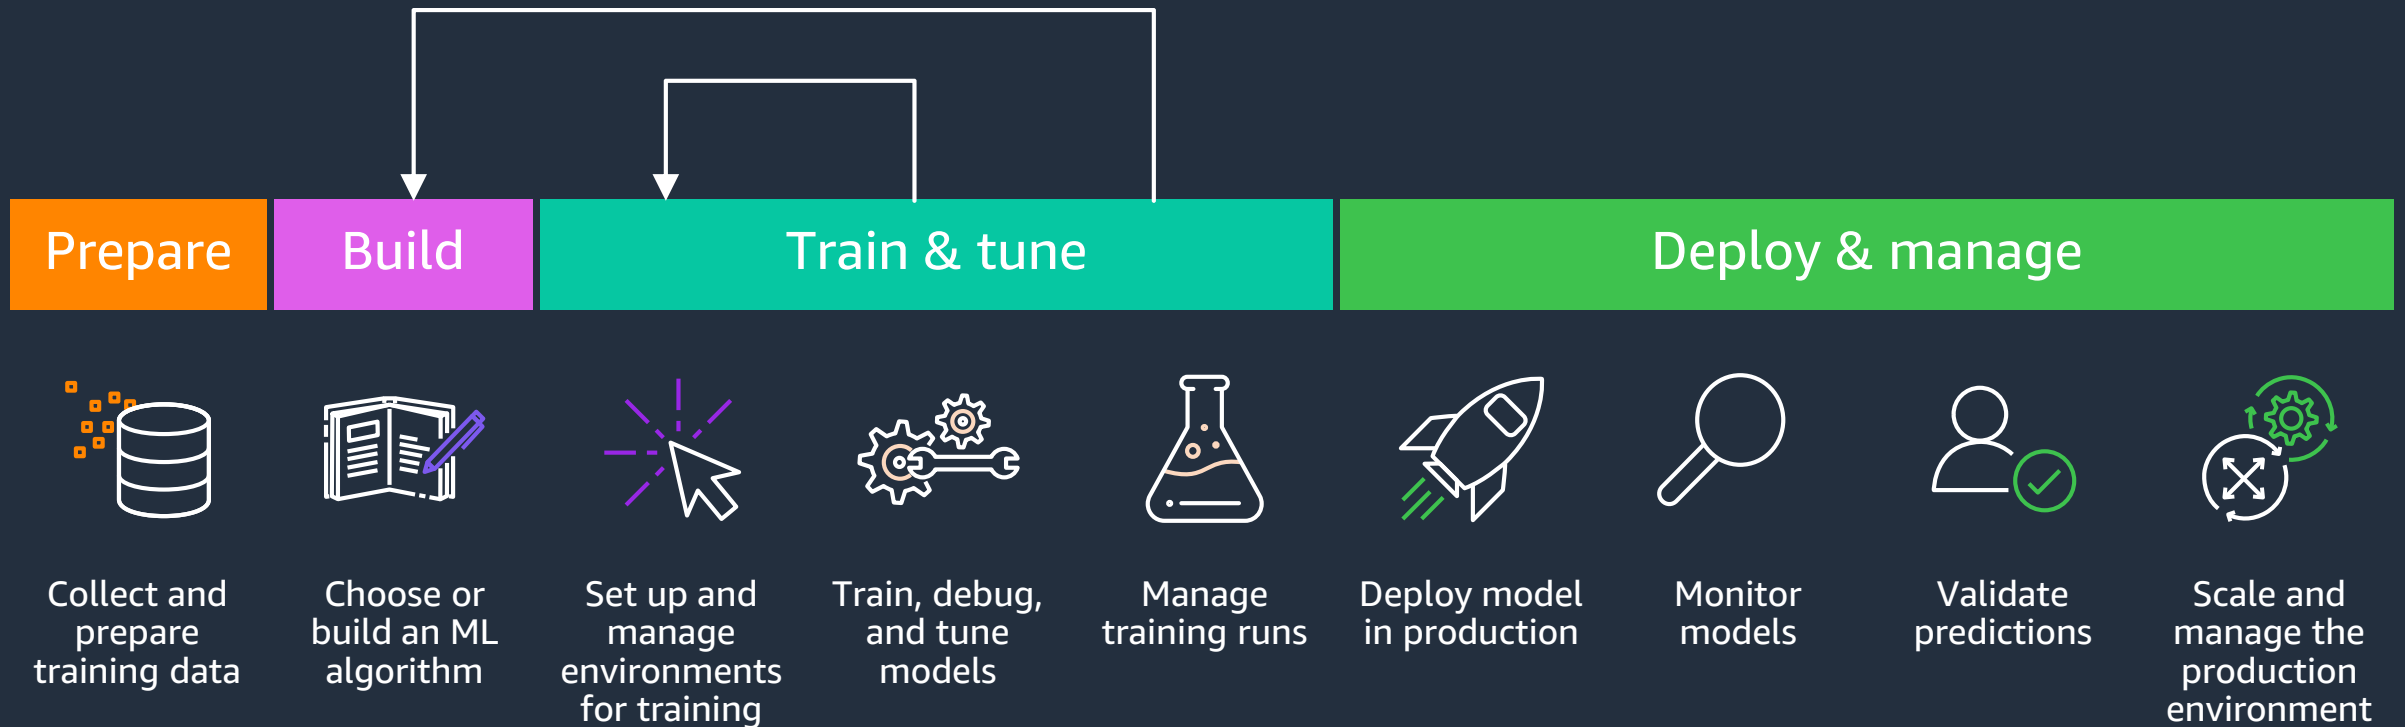 Prepare
Build
Train & tune
Deploy & manage
Collect and
prepare
training data
Choose or
build an ML
algorithm
Set up and
manage
environments
for training
Train, debug,
and tune
models
Manage
training runs
Deploy model
in production
Monitor
models
Validate
predictions
Scale and
manage the
production
environment